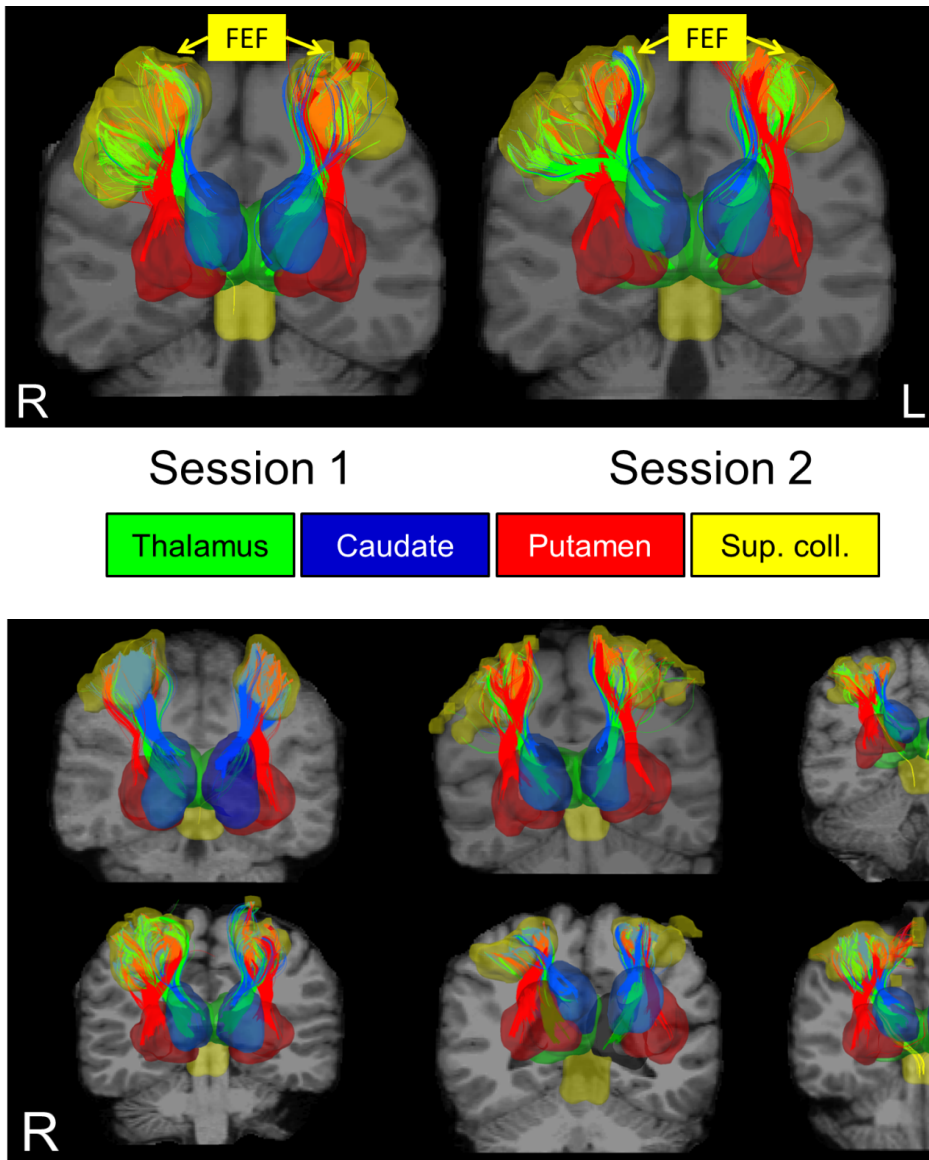 FEF
FEF
R
L
Session 1
Session 2
Thalamus
Caudate
Putamen
Sup. coll.
R